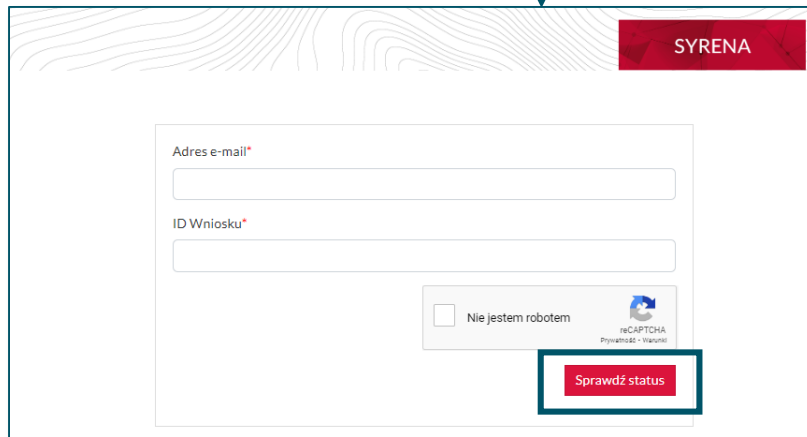 SYRENA
Adres e-mail*
ID Wniosku*
Nie jestem robotem
reCAPTCHA
Prywatność - Warunki
Sprawdź status